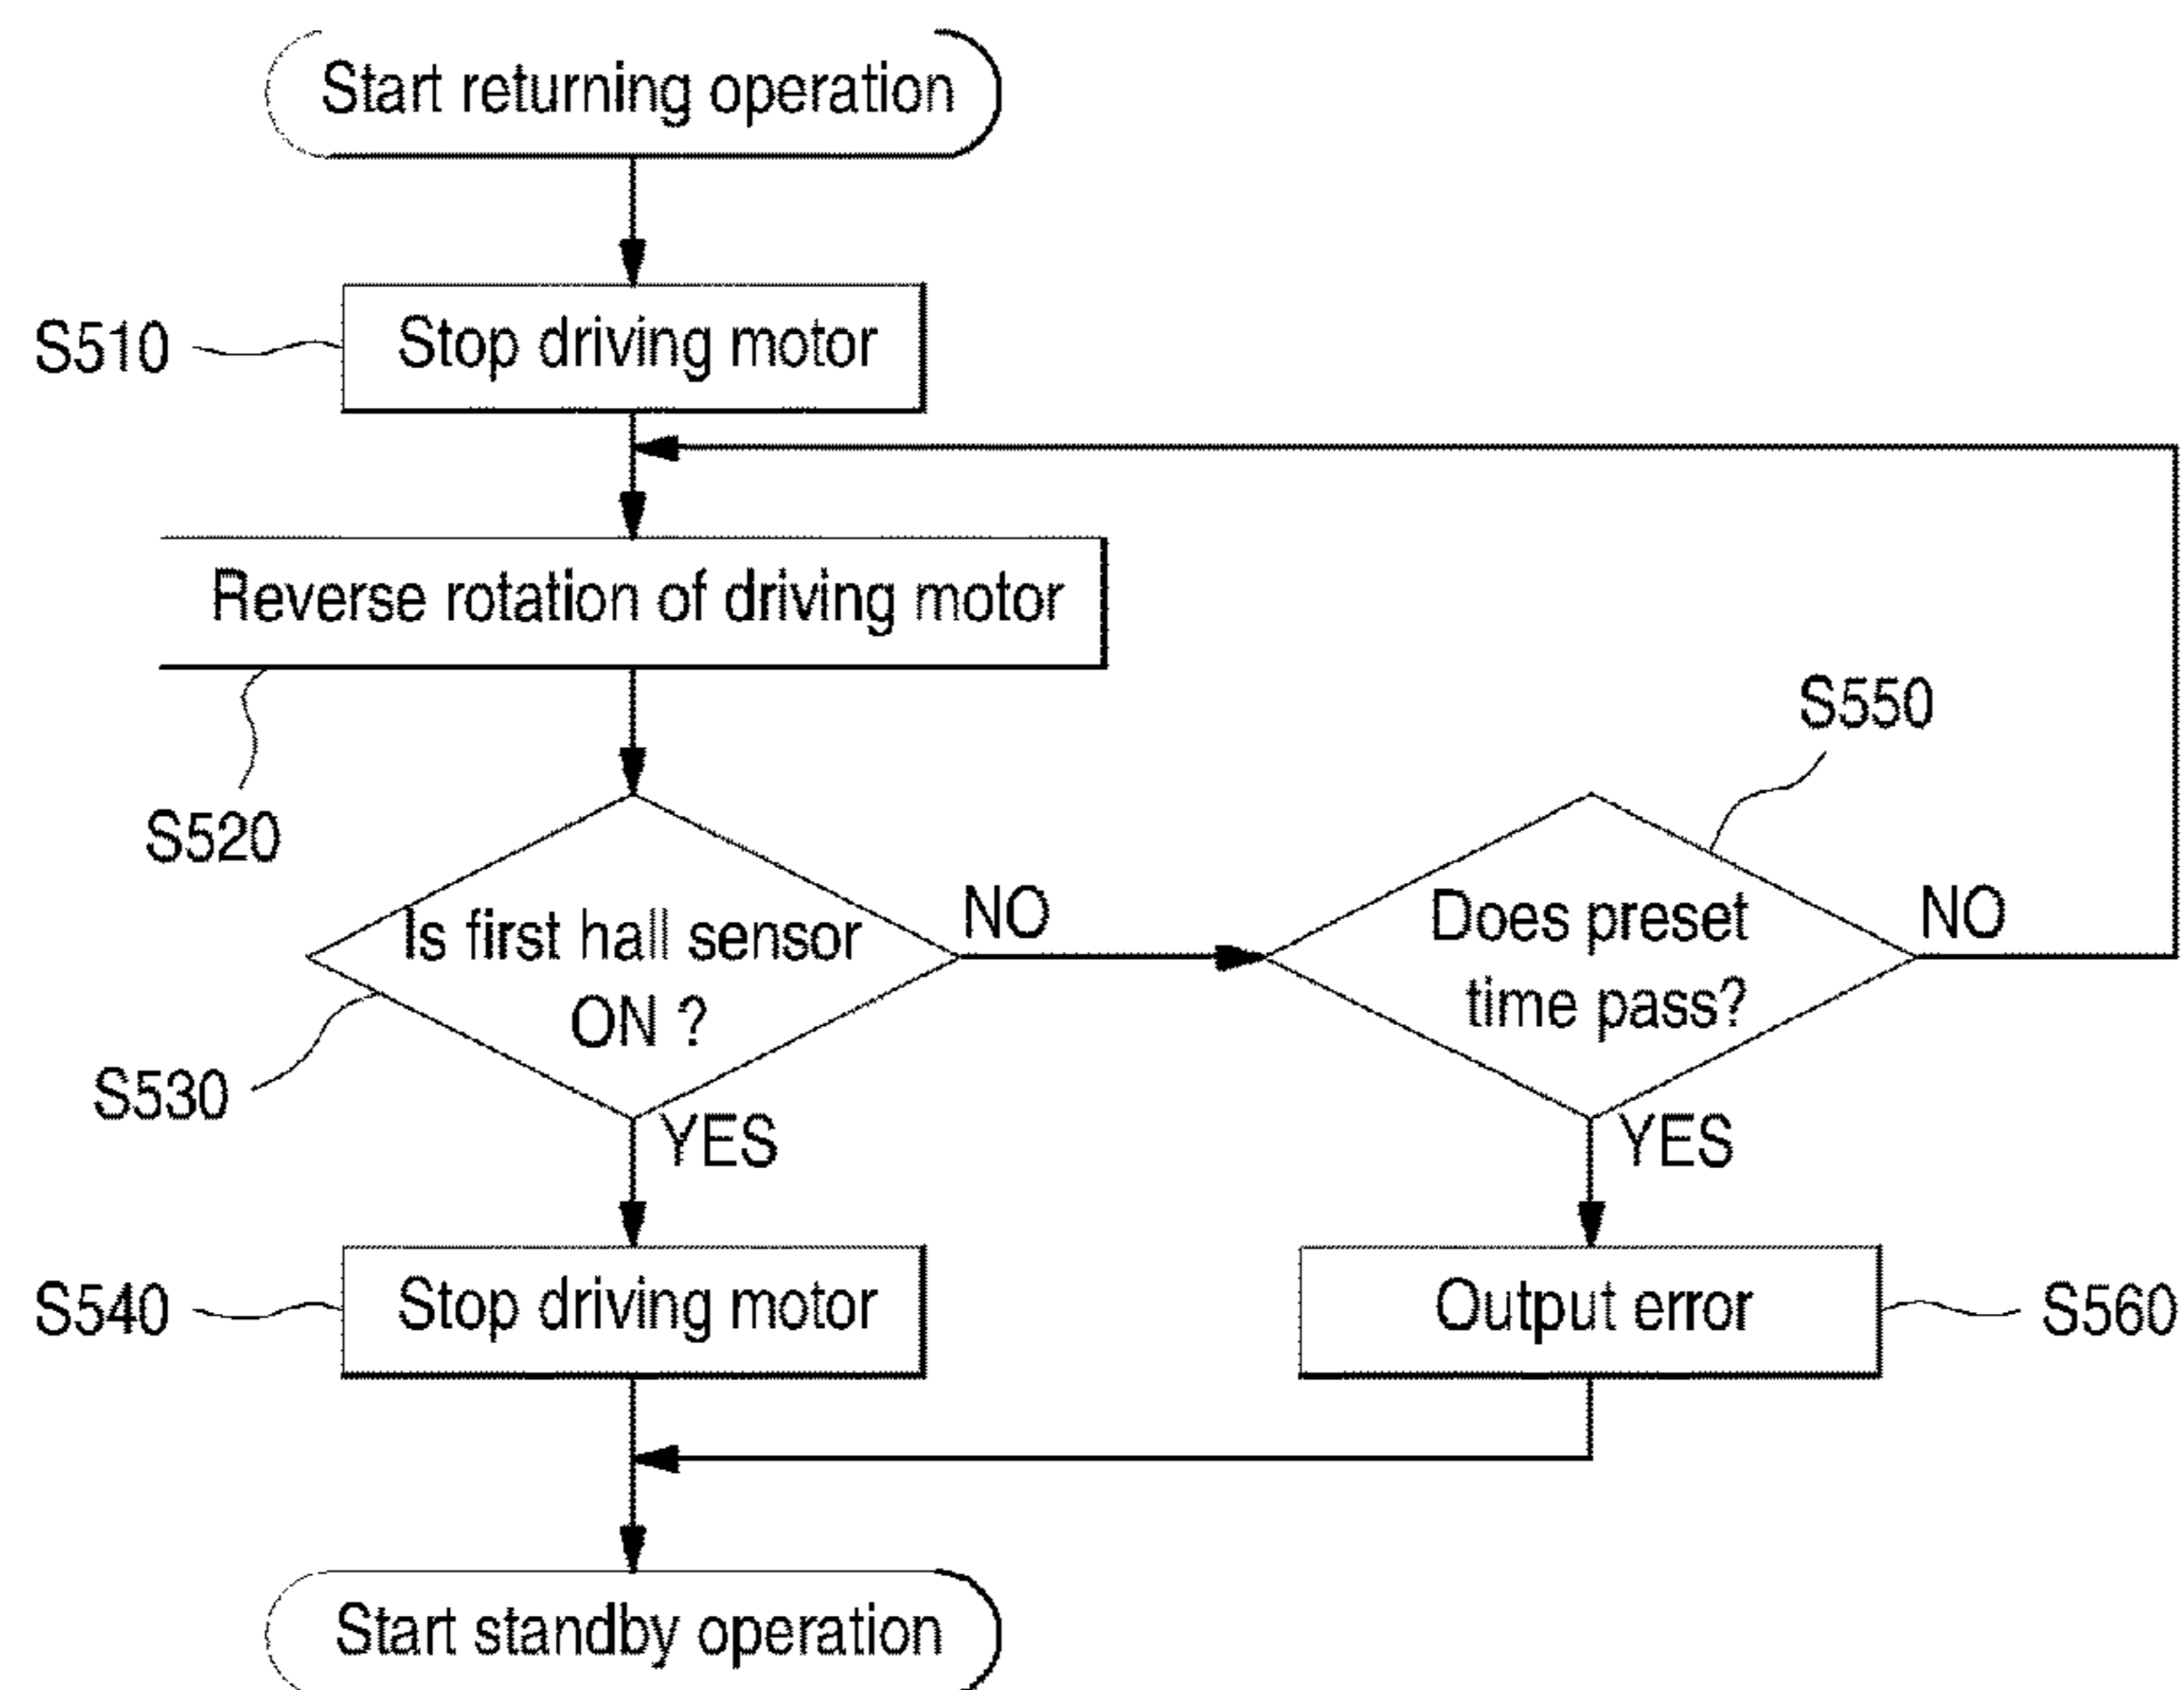 Start returning operation
S510
Stop driving motor
Reverse rotation of driving motor
S520
S550
Is first hall sensor
ON ?
NO
Does preset
time pass?
NO
S530
YES
YES
S540
Stop driving motor
Output error
S560
Start standby operation